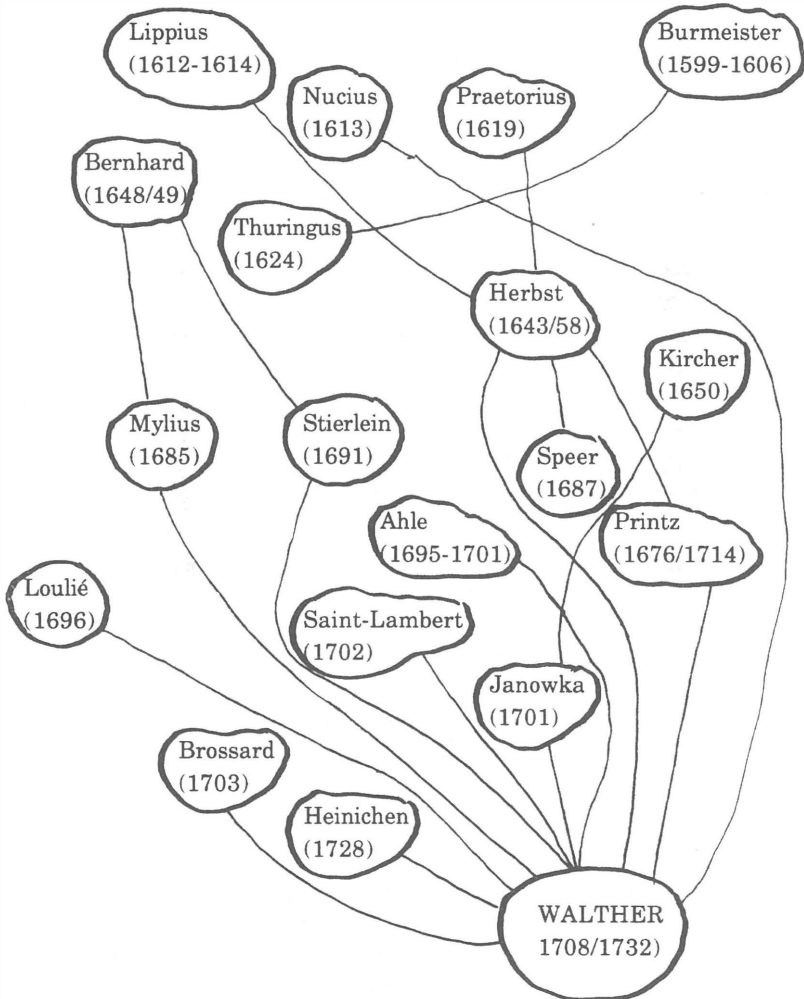 Lippius
(1612-1614)
Burmeister
(1599-1606)
Nucius
(1613)
Praetorius
(1619)
Bernhard
(1648/49)
Thuringus
(1624)
Herbst
(1643/58)
Kircher
(1650)
Mylius
(1685)
Stierlein
(1691)
Speer
(1687)
Ahle
(1695-1701)
Printz
(1676/1714)
Loulié
(1696)
Saint-Lambert
(1702)
Janowka
(1701)
Brossard
(1703)
Heinichen
(1728)
WALTHER
1708/1732)